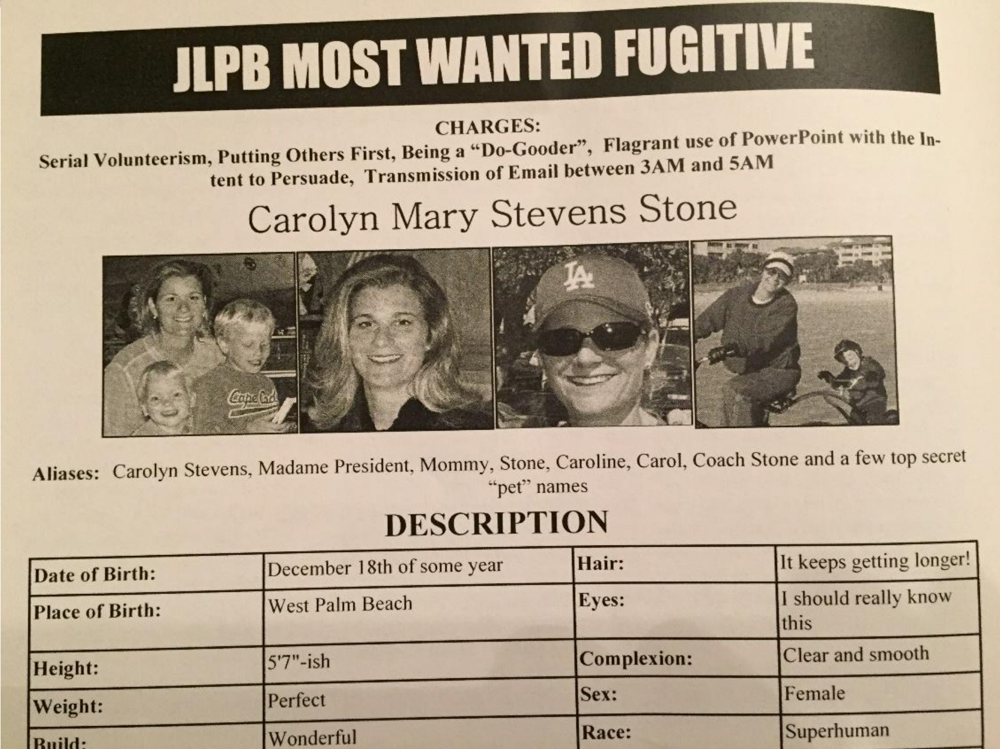 JLPB MOST WANTED FUGITIVE
CHARGES:
Serial Volunteerism, Putting Others First, Being a “Do-Gooder”, Flagrant use of PowerPoint with the In-
tent to Persuade, Transmission of Email between 3AM and 5AM
Carolyn Mary Stevens Stone
LA
Cape Cod
Aliases: Carolyn Stevens, Madame President, Mommy, Stone, Caroline, Carol, Coach Stone and a few top secret
“pet” names
DESCRIPTION
Date of Birth: December 18th of some year Hair: It keeps getting longer!
Place of Birth: West Palm Beach Eyes: I should really know
this
Height: 5'7"-ish Complexion: Clear and smooth
Weight: Perfect Sex: Female
Build: Wonderful Race: Superhuman